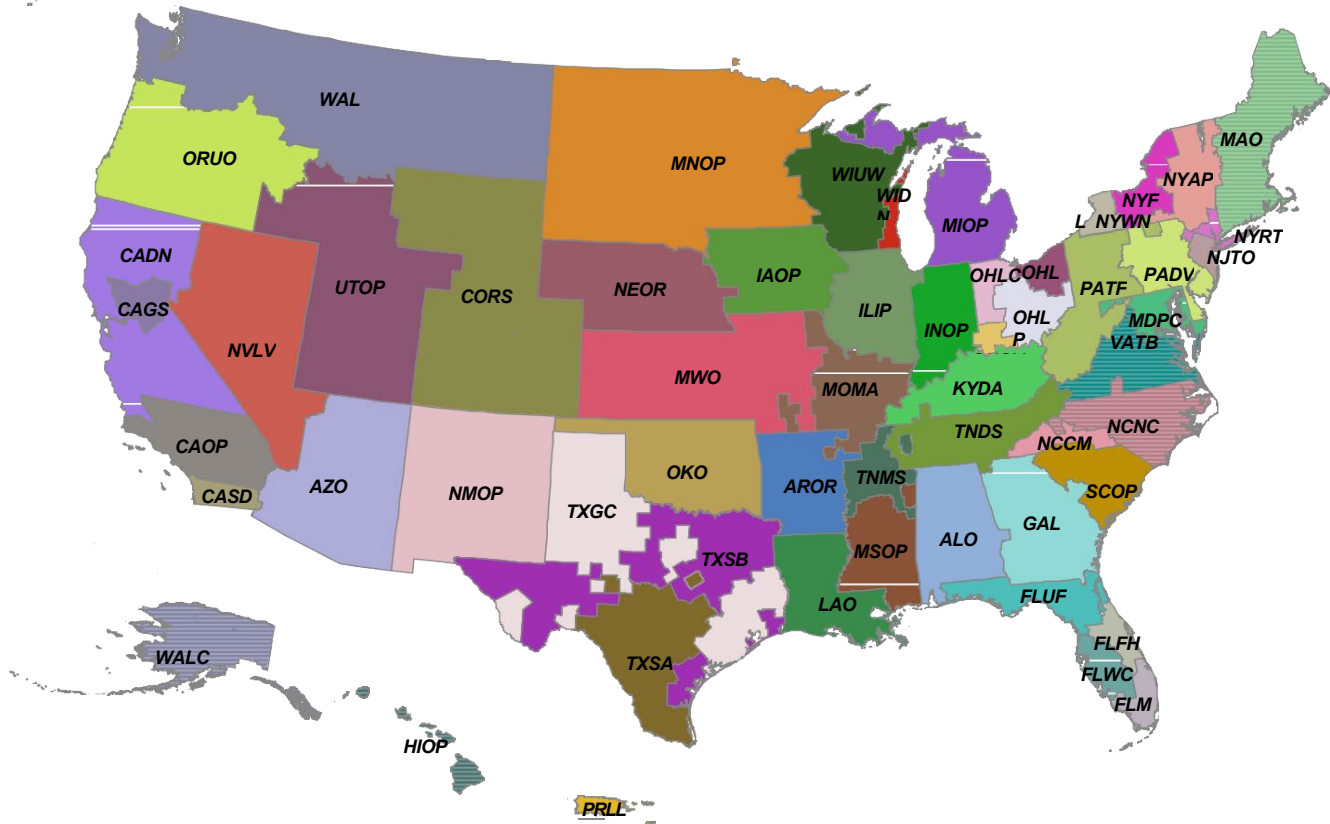 WAL
MAO
ORUO
MNOP
WIUW
NYAP
WID
N
NYF
L
NYWN
MIOP
NYRT
NJTO
CADN
UTOP
CORS
NEOR
IAOP
OHLC
OHL
PADV
PATF
CAGS
ILIP
INOP
OHL
P
MDPC
VATB
NVLV
MWO
MOMA
KYDA
NCNC
TNDS
NCCM
CAOP
CASD
AZO
NMOP
TXGC
OKO
AROR
TNMS
SCOP
GAL
TXSB
MSOP
ALO
LAO
FLUF
FLFH
FLWC
FLM
TXSA
WALC
HIOP
PRLL